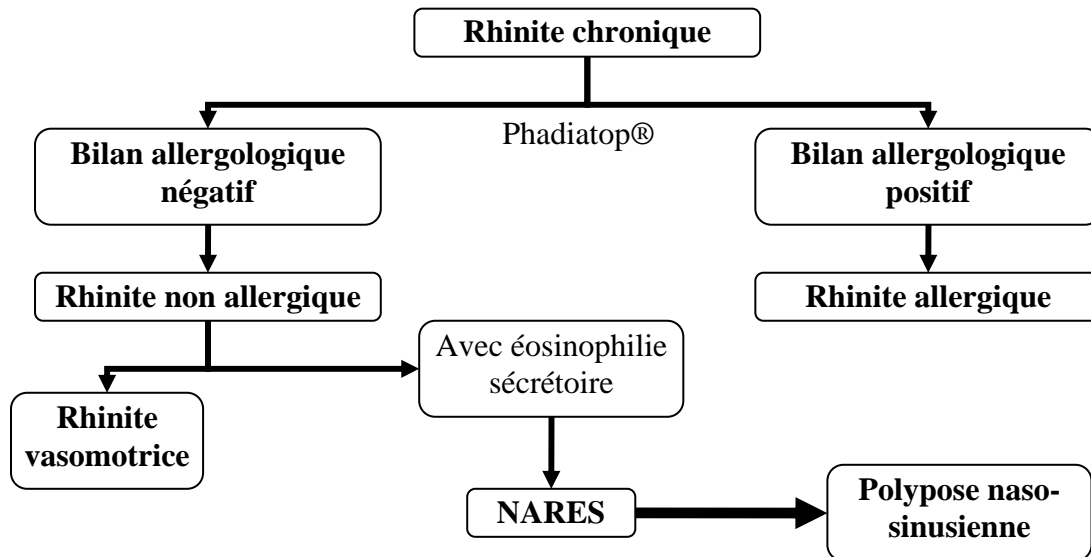 Rhinite chronique
Phadiatop®
Bilan allergologique
négatif
Bilan allergologique
positif
Rhinite non allergique
Rhinite allergique
Avec éosinophilie
sécrétoire
Rhinite
vasomotrice
NARES
Polypose naso-
sinusienne